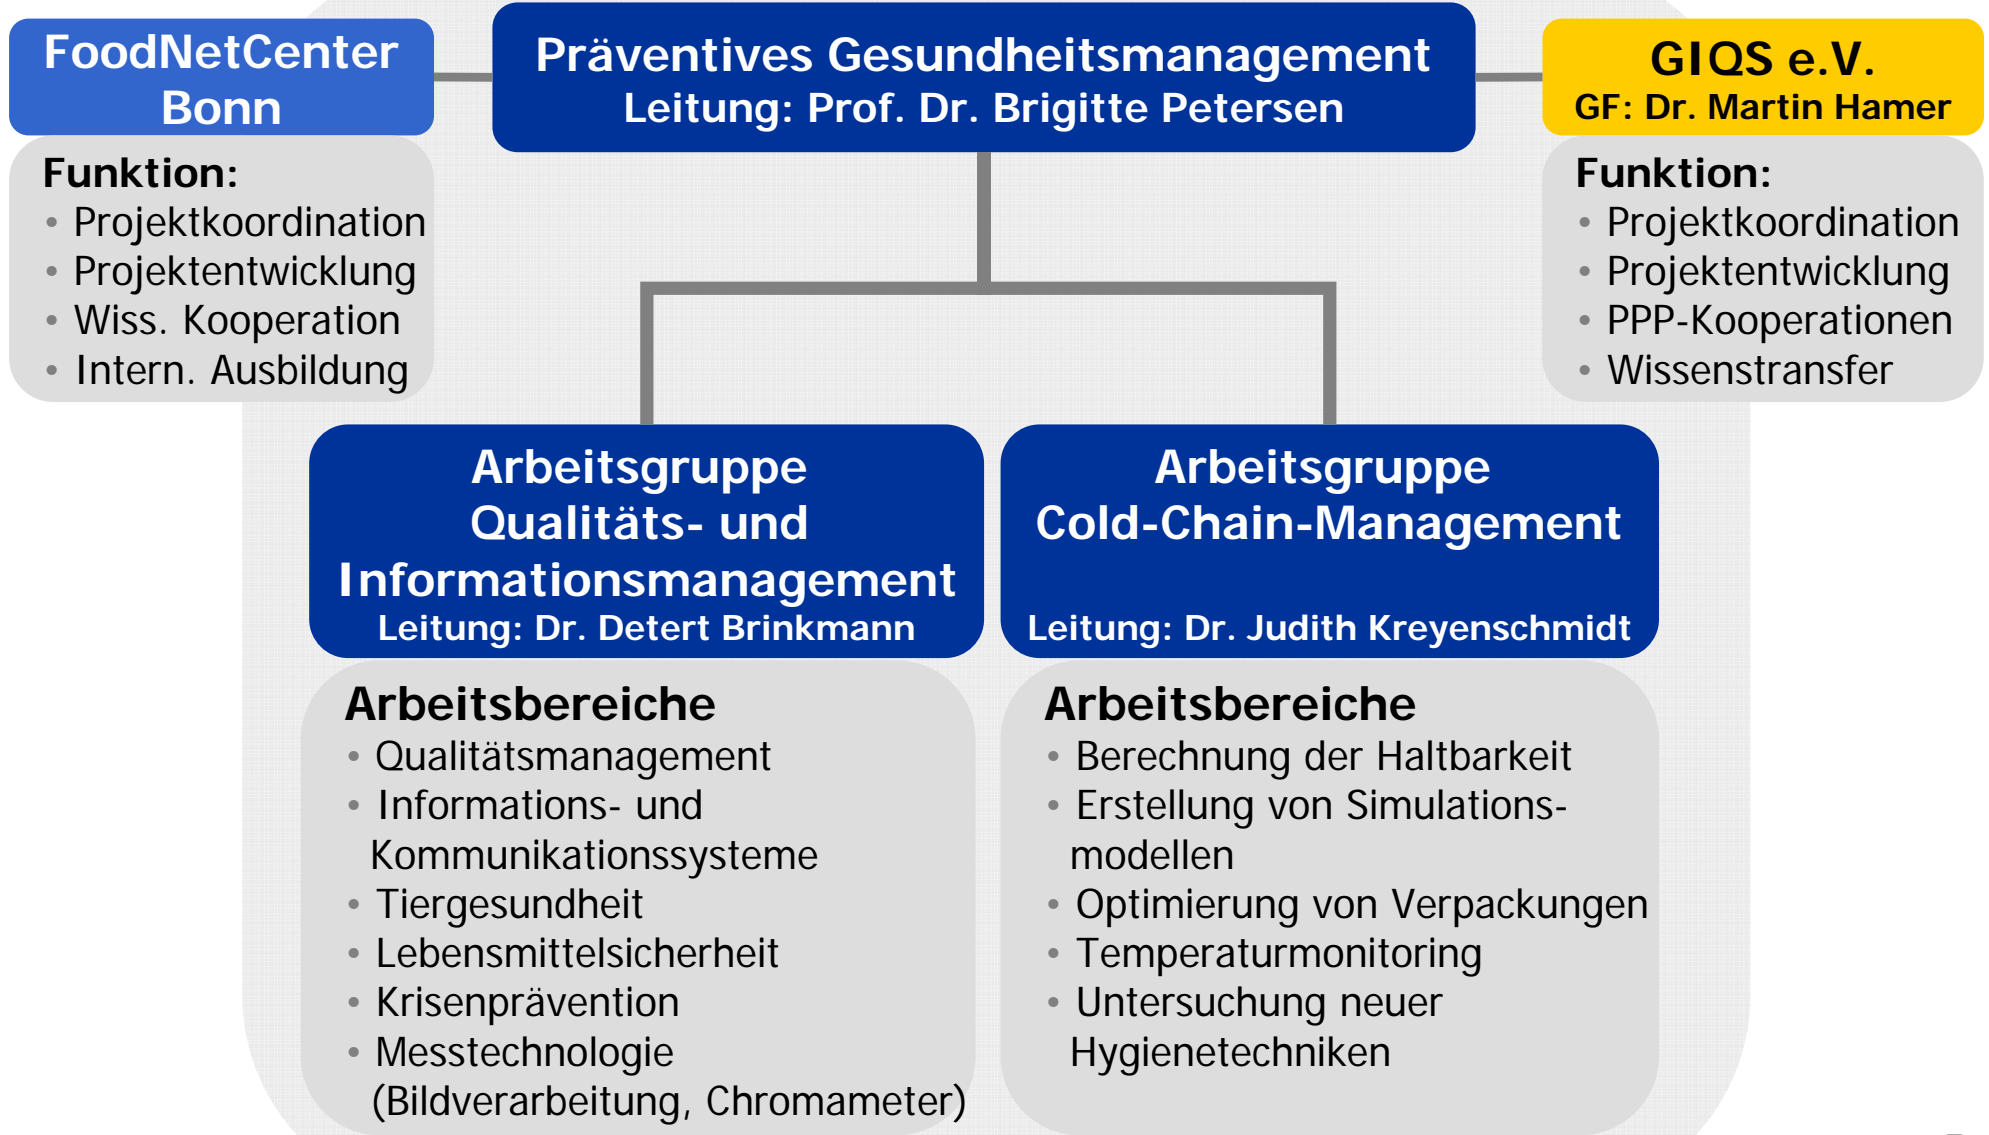 FoodNetCenter
Bonn
Funktion:
• Projektkoordination
• Projektentwicklung
• Wiss. Kooperation
• Intern. Ausbildung
Präventives Gesundheitsmanagement
Leitung: Prof. Dr. Brigitte Petersen
GIQS e.V.
GF: Dr. Martin Hamer
Funktion:
• Projektkoordination
• Projektentwicklung
• PPP-Kooperationen
• Wissenstransfer
Arbeitsgruppe
Qualitäts- und
Informationsmanagement
Leitung: Dr. Detert Brinkmann
Arbeitsbereiche
• Qualitätsmanagement
• Informations- und
Kommunikationssysteme
• Tiergesundheit
• Lebensmittelsicherheit
• Krisenprävention
• Messtechnologie
(Bildverarbeitung, Chromameter)
Arbeitsgruppe
Cold-Chain-Management
Leitung: Dr. Judith Kreyenschmidt
Arbeitsbereiche
• Berechnung der Haltbarkeit
• Erstellung von Simulations-
modellen
• Optimierung von Verpackungen
• Temperaturmonitoring
• Untersuchung neuer
Hygienetechniken